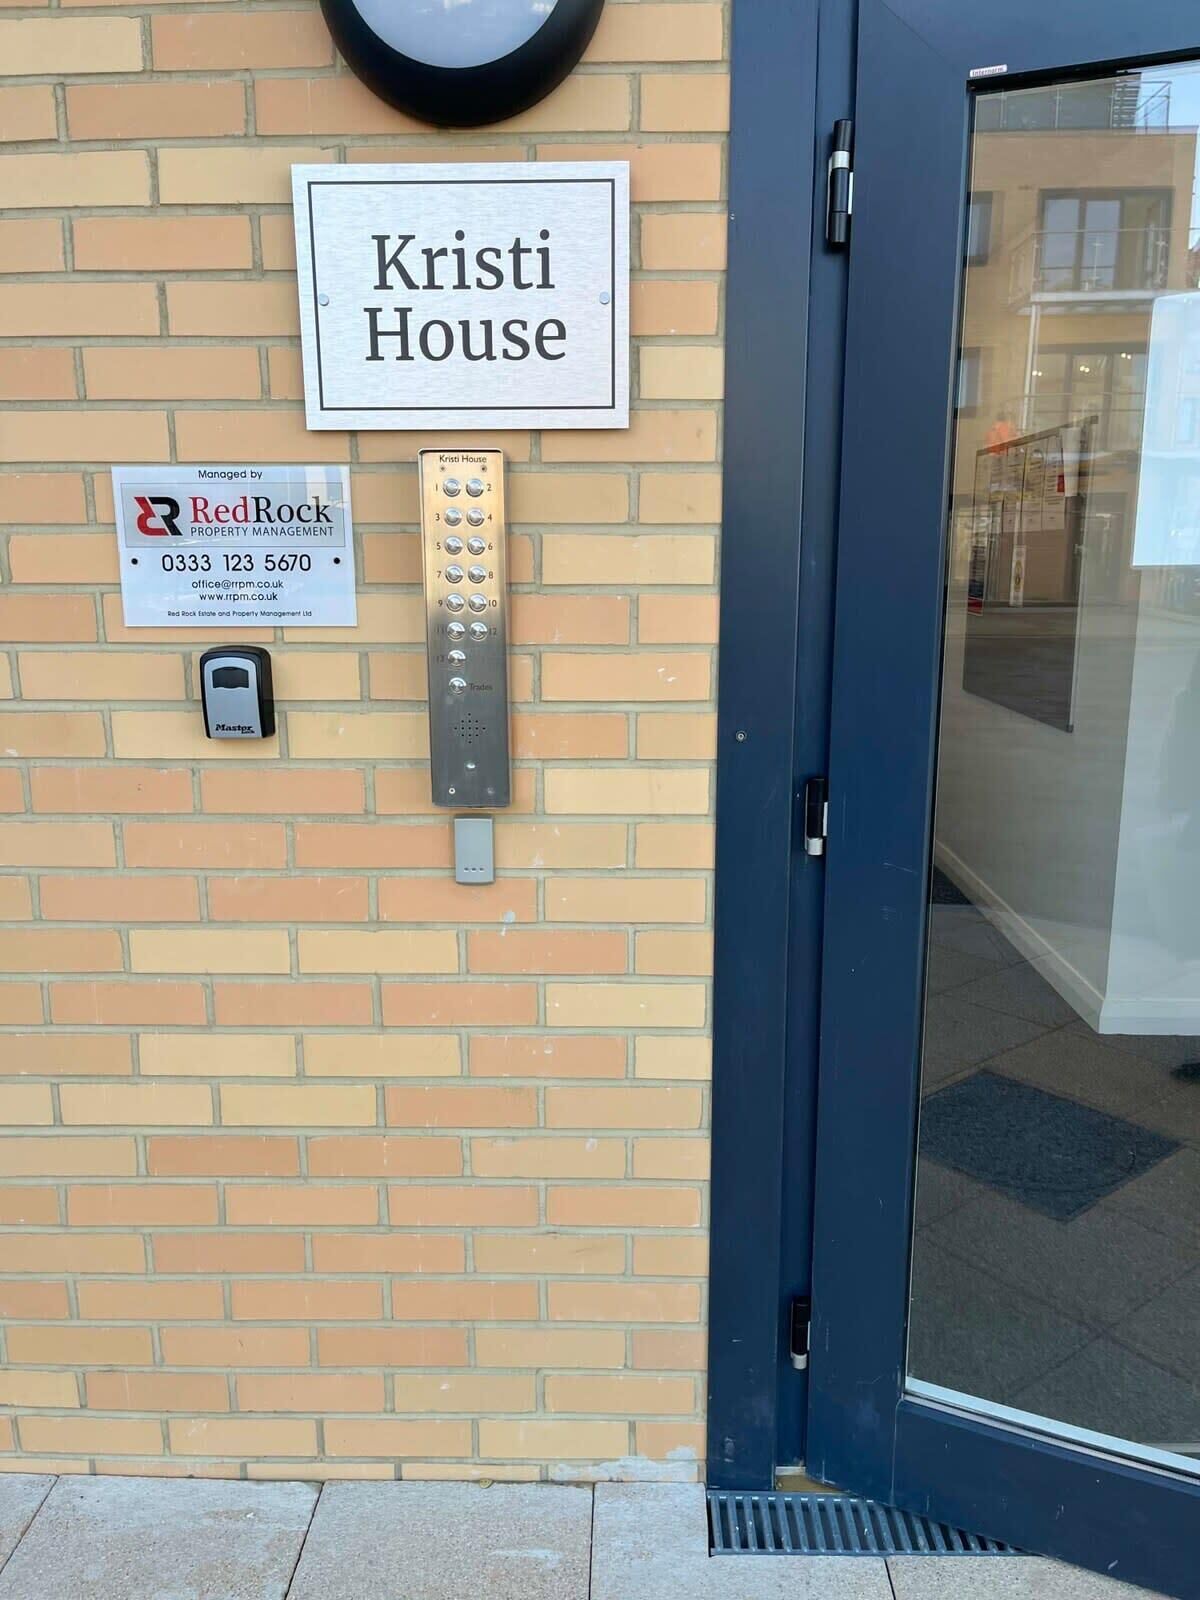 Internorm
Kristi
House
Managed by
RedRock
PROPERTY MANAGEMENT
0333 123 5670
office@rrpm.co.uk
www.rrpm.co.uk
Red Rock Estate and Property Management Ltd
Master
Lock
Kristi House
1 2
3 4
5 6
7 8
9 10
11 12
13
Trades